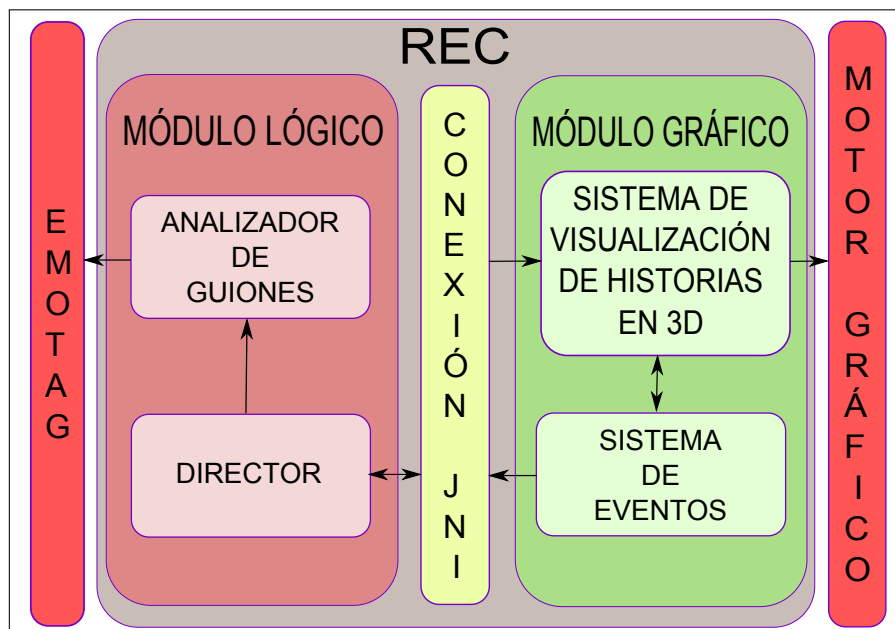 REC
EMOTAG
MÓDULO LÓGICO
ANALIZADOR
DE
GUIONES
DIRECTOR
CONEXIÓN JNI
MÓDULO GRÁFICO
SISTEMA DE
VISUALIZACIÓN
DE HISTORIAS
EN 3D
SISTEMA
DE
EVENTOS
MOTOR GRÁFICO